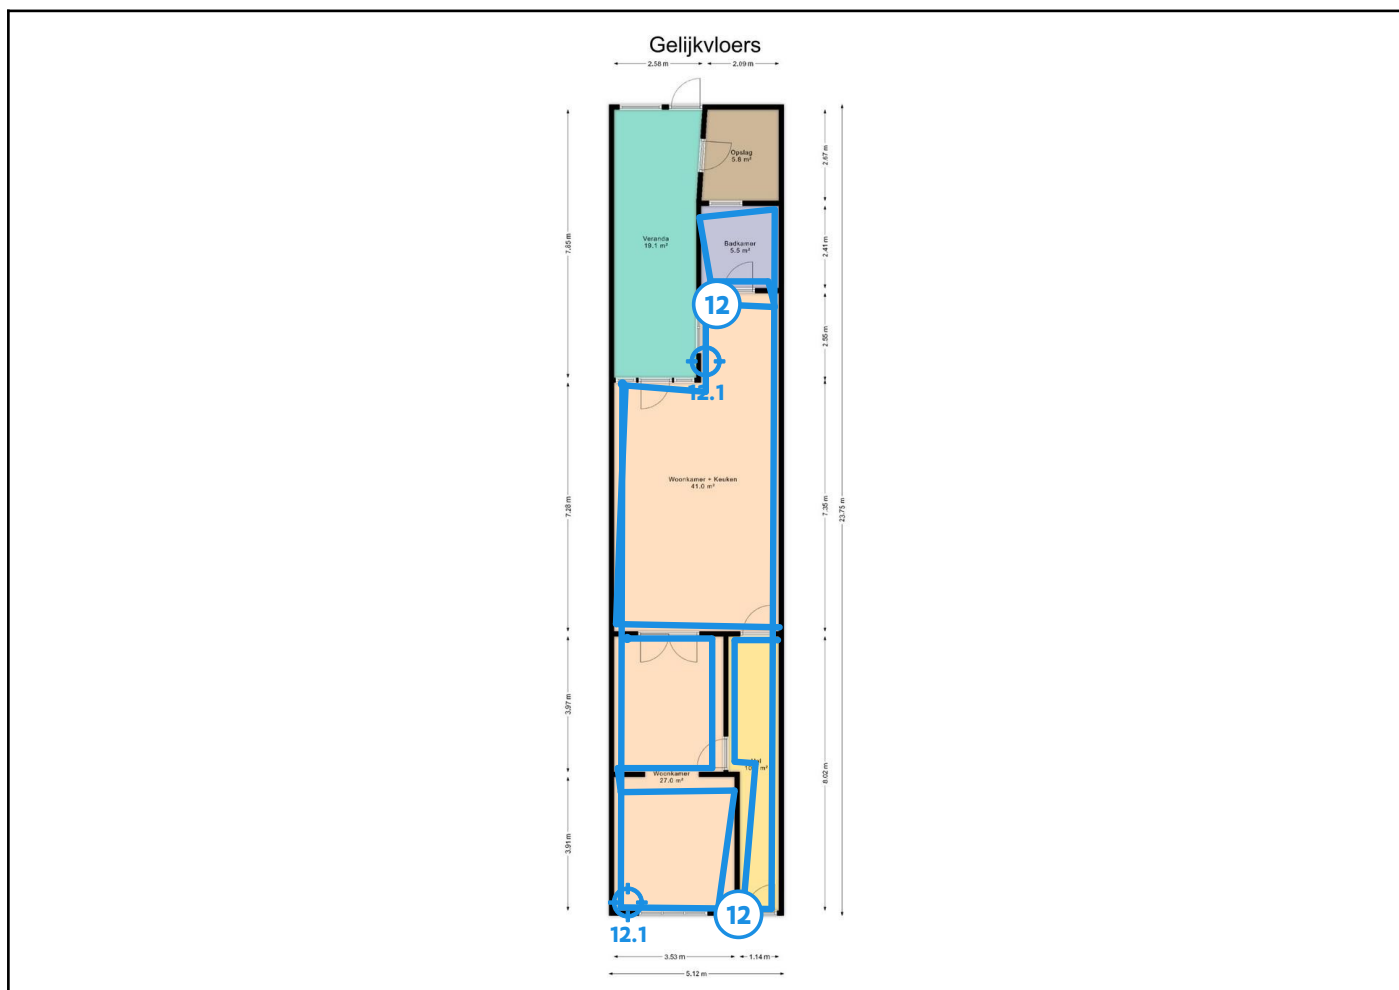 Gelijkvloers
2.58 m
2.09 m
Opslag
5.8 m²
2.67 m
Veranda
19.1 m²
7.85 m
Badkamer
5.5 m²
2.41 m
12
2.55 m
12.1
Woonkamer + Keuken
41.0 m²
7.28 m
7.35 m
23.75 m
3.97 m
Woonkamer
27.0 m²
8.02 m
3.91 m
12
12.1
3.53 m
1.14 m
5.12 m